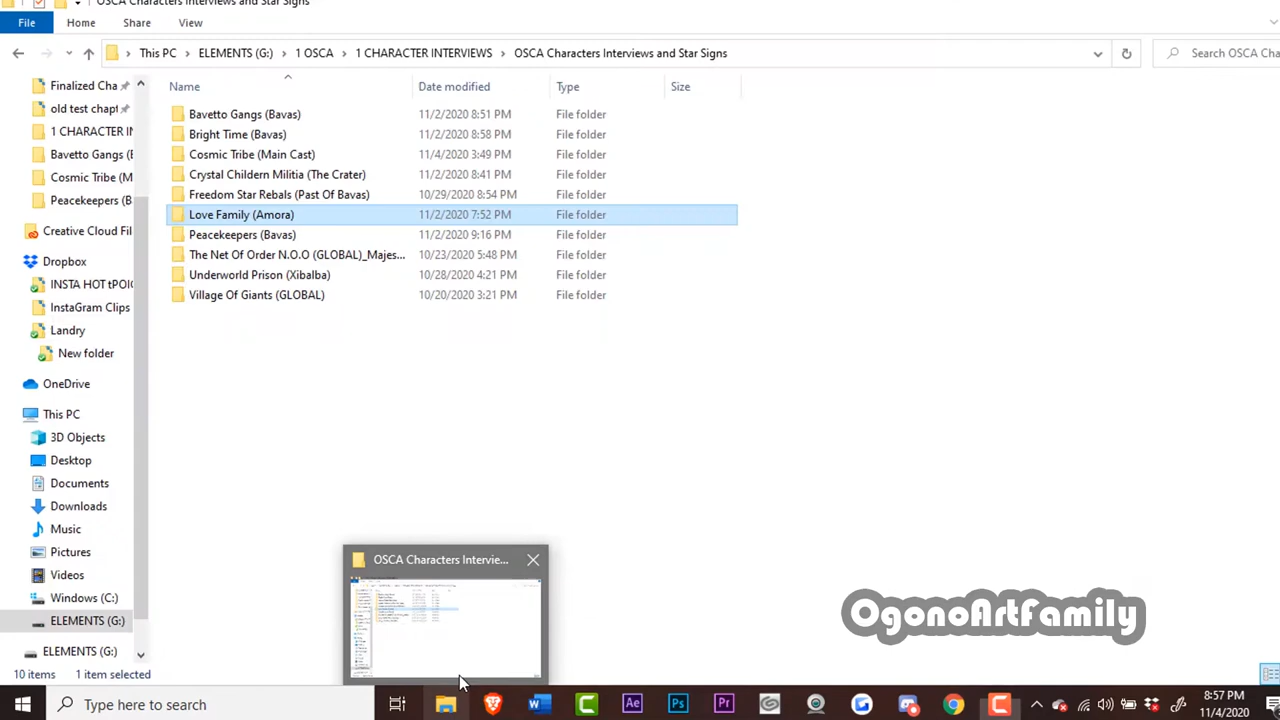 OSCA Characters Interviews and Star Signs
File Home Share View
This PC ELEMENTS (G:) 1 OSCA 1 CHARACTER INTERVIEWS OSCA Characters Interviews and Star Signs Search OSCA Cha
Name Date modified Type Size
Finalized Cha
old test chapt
1 CHARACTER IN
Bavetto Gangs (B
Cosmic Tribe (M
Peacekeepers (B
Creative Cloud Fil
Dropbox
INSTA HOT tPOIC
InstaGram Clips
Landry
New folder
OneDrive
This PC
3D Objects
Desktop
Documents
Downloads
Music
Pictures
Videos
Windows (C:)
ELEMENTS (G:)
ELEMENTS (G:)
Bavetto Gangs (Bavas) 11/2/2020 8:51 PM File folder
Bright Time (Bavas) 11/2/2020 8:58 PM File folder
Cosmic Tribe (Main Cast) 11/4/2020 3:49 PM File folder
Crystal Childern Militia (The Crater) 11/2/2020 8:41 PM File folder
Freedom Star Rebals (Past Of Bavas) 10/29/2020 8:54 PM File folder
Love Family (Amora) 11/2/2020 7:52 PM File folder
Peacekeepers (Bavas) 11/2/2020 9:16 PM File folder
The Net Of Order N.O.O (GLOBAL)_Majes... 10/23/2020 5:48 PM File folder
Underworld Prison (Xibalba) 10/28/2020 4:21 PM File folder
Village Of Giants (GLOBAL) 10/20/2020 3:21 PM File folder
OSCA Characters Intervie...
OgonoArtFamily
10 items 1 item selected
Type here to search
W Ae Ps Pr
8:57 PM
11/4/2020